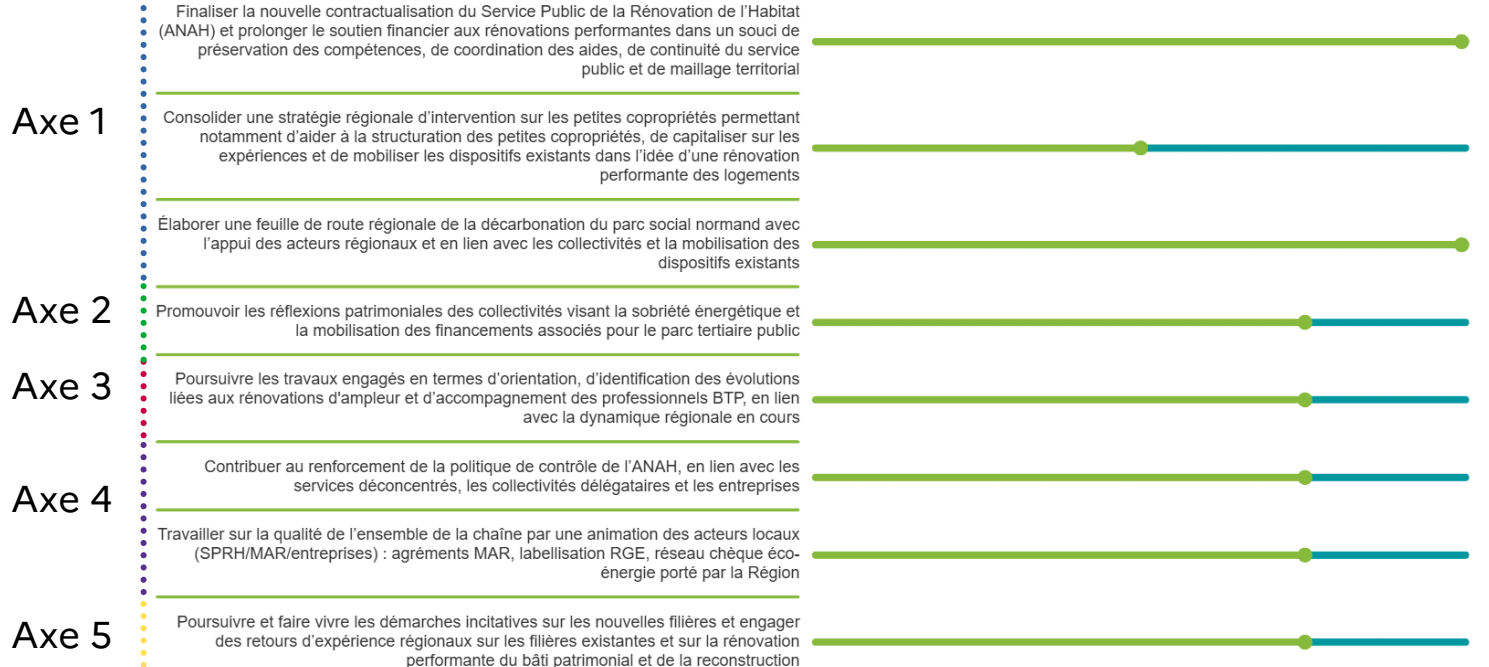 Finaliser la nouvelle contractualisation du Service Public de la Rénovation de l'Habitat
(ANAH) et prolonger le soutien financier aux rénovations performantes dans un souci de
préservation des compétences, de coordination des aides, de continuité du service
public et de maillage territorial
Axe 1
Consolider une stratégie régionale d'intervention sur les petites copropriétés permettant
notamment d'aider à la structuration des petites copropriétés, de capitaliser sur les
expériences et de mobiliser les dispositifs existants dans l'idée d'une rénovation
performante des logements
Élaborer une feuille de route régionale de la décarbonation du parc social normand avec
l'appui des acteurs régionaux et en lien avec les collectivités et la mobilisation des
dispositifs existants
Axe 2
Promouvoir les réflexions patrimoniales des collectivités visant la sobriété énergétique et
la mobilisation des financements associés pour le parc tertiaire public
Axe 3
Poursuivre les travaux engagés en termes d'orientation, d'identification des évolutions
liées aux rénovations d'ampleur et d'accompagnement des professionnels BTP, en lien
avec la dynamique régionale en cours
Axe 4
Contribuer au renforcement de la politique de contrôle de l'ANAH, en lien avec les
services déconcentrés, les collectivités délégataires et les entreprises
Travailler sur la qualité de l'ensemble de la chaîne par une animation des acteurs locaux
(SPRH/MAR/entreprises) : agréments MAR, labellisation RGE, réseau chèque éco-
énergie porté par la Région
Axe 5
Poursuivre et faire vivre les démarches incitatives sur les nouvelles filières et engager
des retours d'expérience régionaux sur les filières existantes et sur la rénovation
performante du bâti patrimonial et de la reconstruction